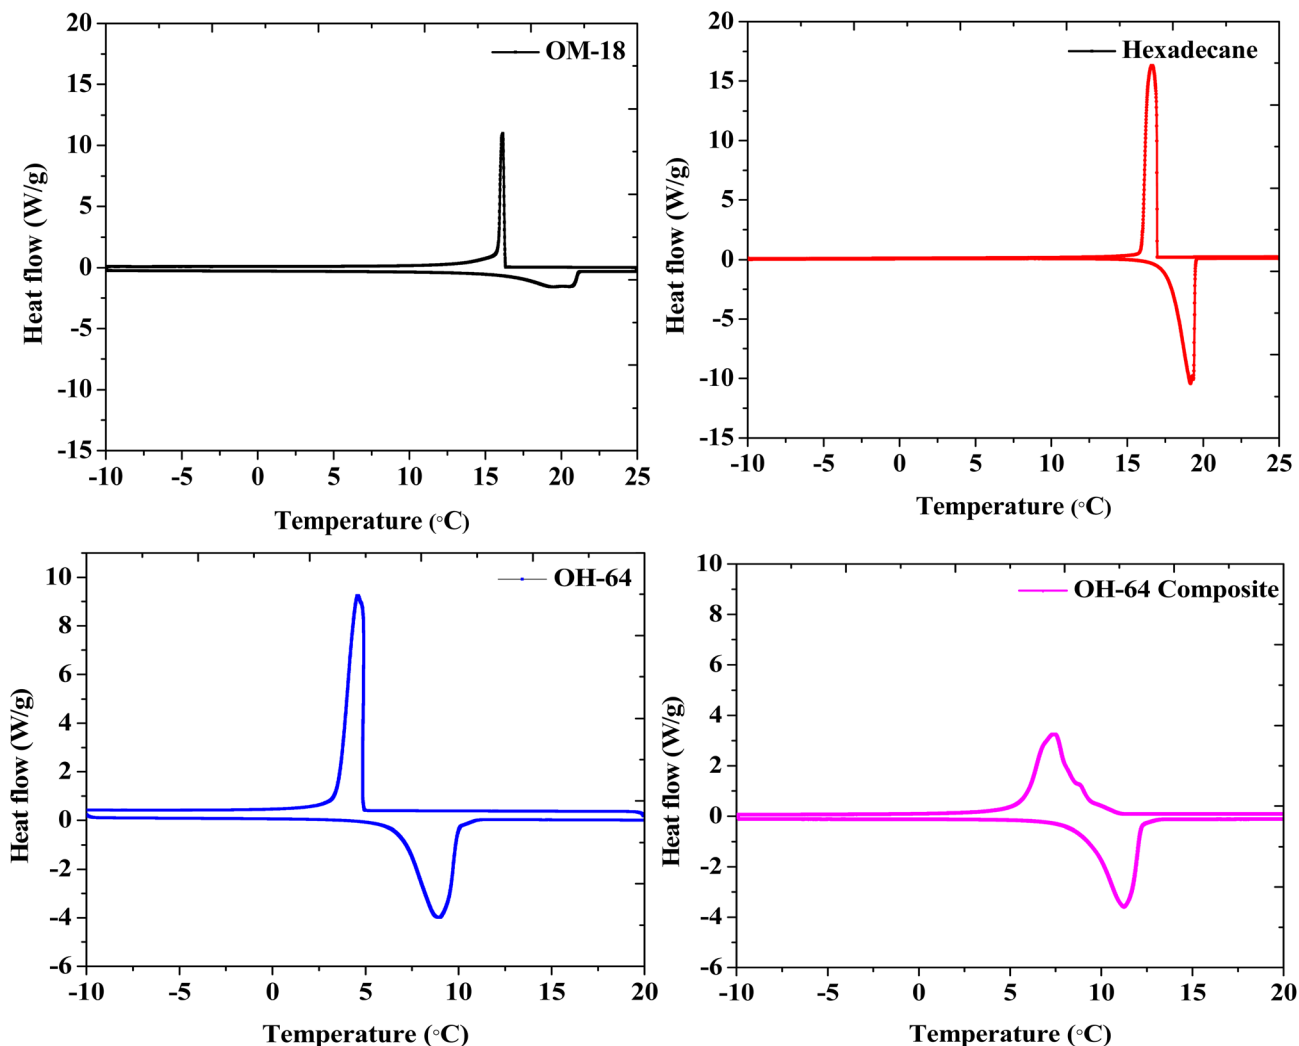 OM-18
Heat flow (W/g)
20
15
10
5
0
-5
-10
-15
-10 -5 0 5 10 15 20 25
Temperature (°C)
Hexadecane
Heat flow (W/g)
20
15
10
5
0
-5
-10
-15
-10 -5 0 5 10 15 20 25
Temperature (°C)
OH-64
Heat flow (W/g)
10
8
6
4
2
0
-2
-4
-6
-10 -5 0 5 10 15 20
Temperature (°C)
OH-64 Composite
Heat flow (W/g)
10
8
6
4
2
0
-2
-4
-6
-10 -5 0 5 10 15 20
Temperature (°C)